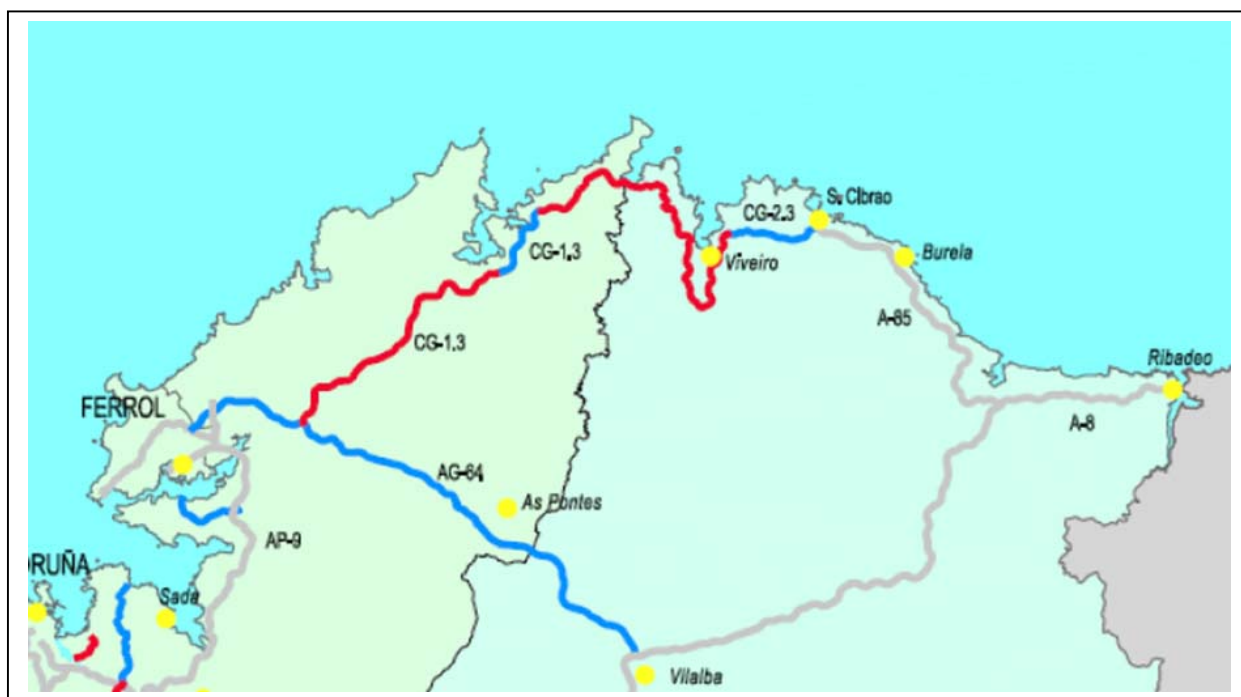 S. CIbrao
CG-2.3
CG-1.3
Viveiro
Burela
A-85
CG-1.3
Ribadeo
FERROL
A-8
AG-64
As Pontes
AP-9
ORUÑA
Sada
Vilalba